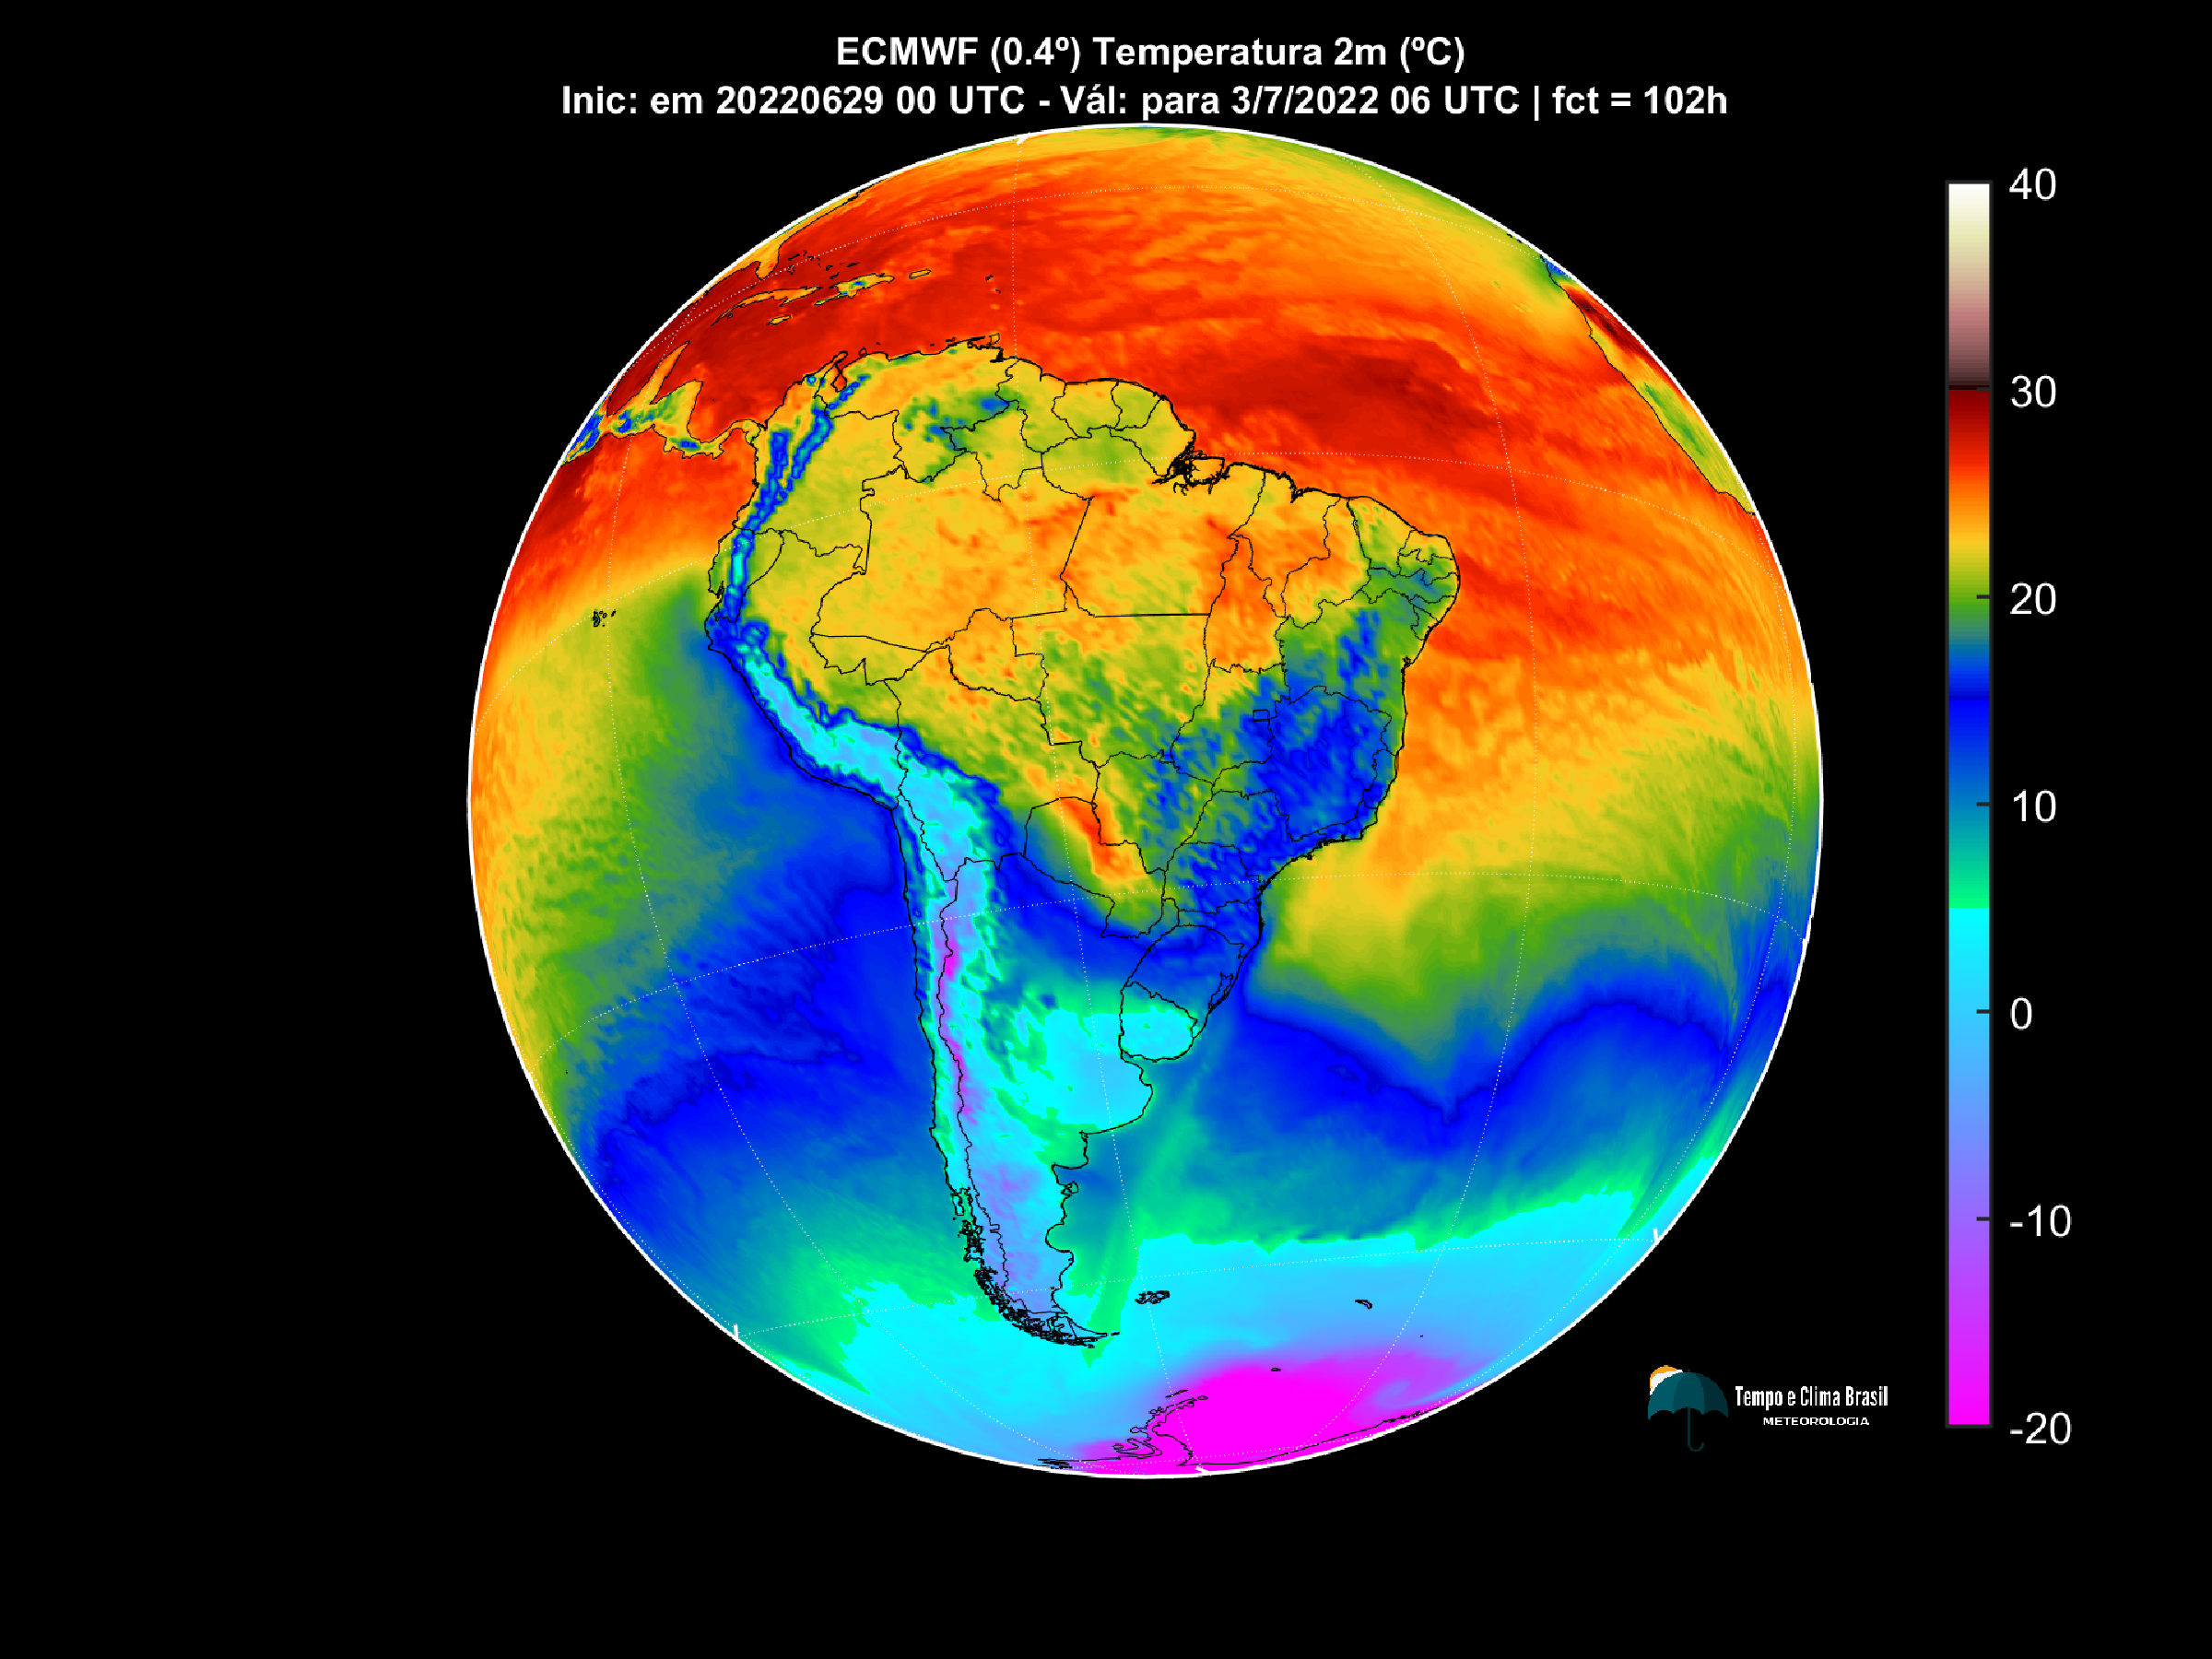 ECMWF (0.4º) Temperatura 2m (ºC)
Inic: em 20220629 00 UTC - Vál: para 3/7/2022 06 UTC | fct = 102h
40
30
20
10
0
-10
-20
Tempo e Clima Brasil
METEOROLOGIA